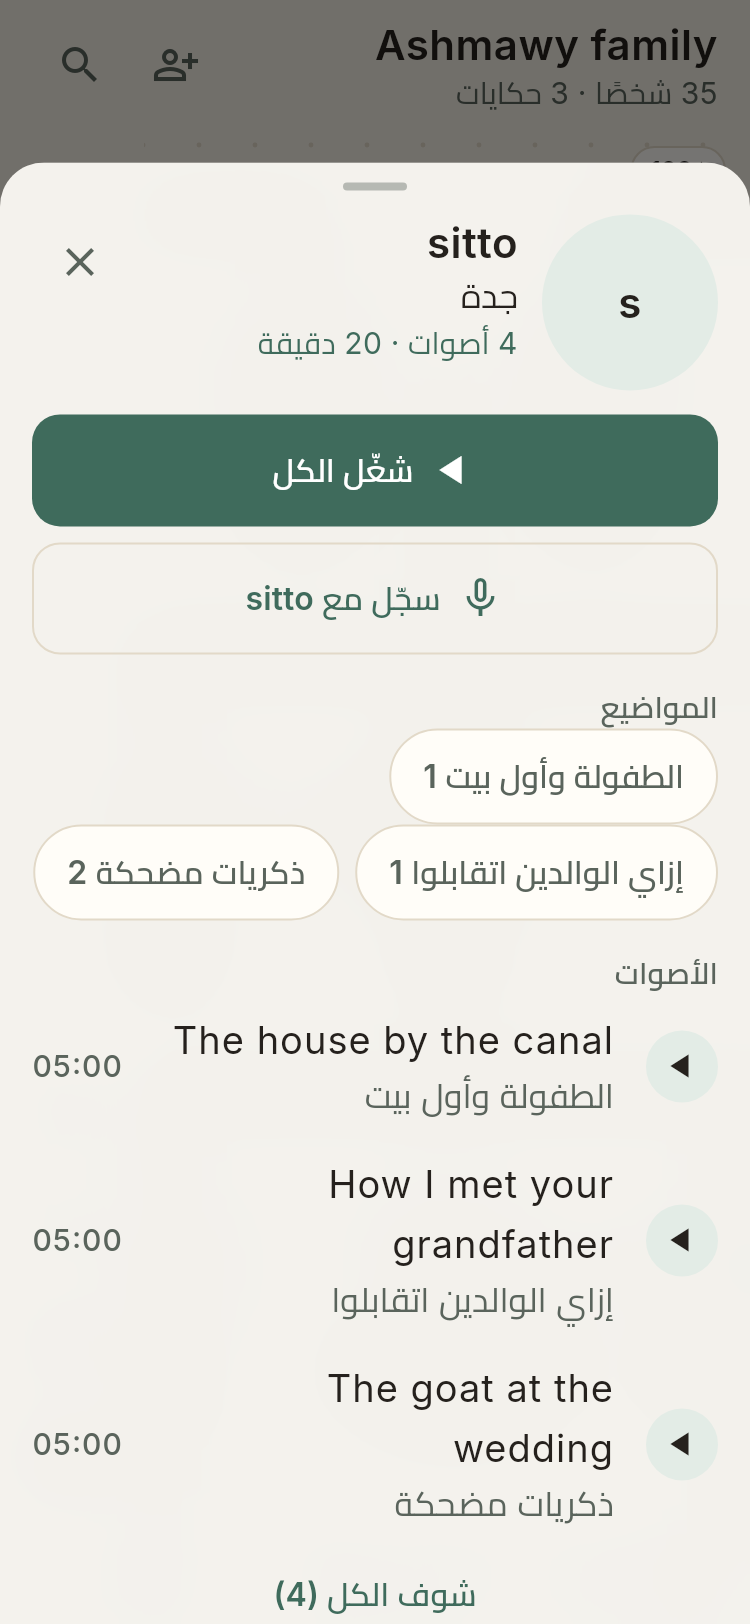 Ashmawy family
35 شخصًا · 3 حكايات
sitto
s
جدة
4 أصوات · 20 دقيقة
شغّل الكل
سجّل مع sitto
المواضيع
الطفولة وأول بيت 1
إزاي الوالدين اتقابلوا 1
ذكريات مضحكة 2
الأصوات
The house by the canal
05:00
الطفولة وأول بيت
How I met your
grandfather
05:00
إزاي الوالدين اتقابلوا
The goat at the
wedding
05:00
ذكريات مضحكة
شوف الكل (4)